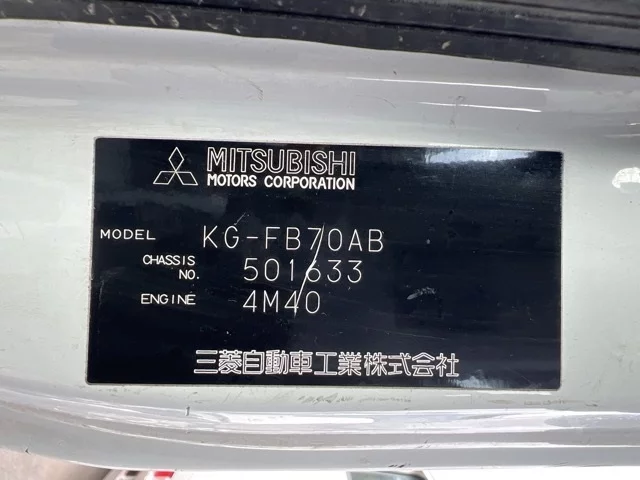 MITSUBISHI
MOTORS CORPORATION
MODEL KG-FB70AB
CHASSIS NO. 501633
ENGINE 4M40
三菱自動車工業株式会社